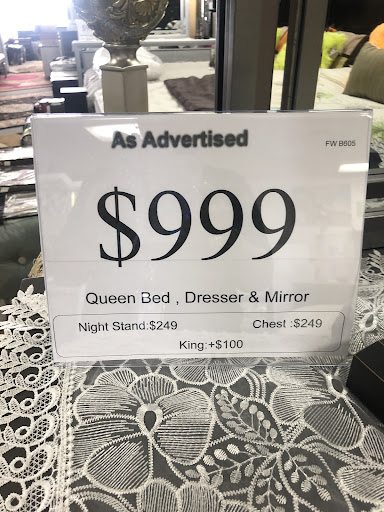 As Advertised
FW B605
$999
Queen Bed , Dresser & Mirror
Night Stand:$249 Chest :$249
King:+$100